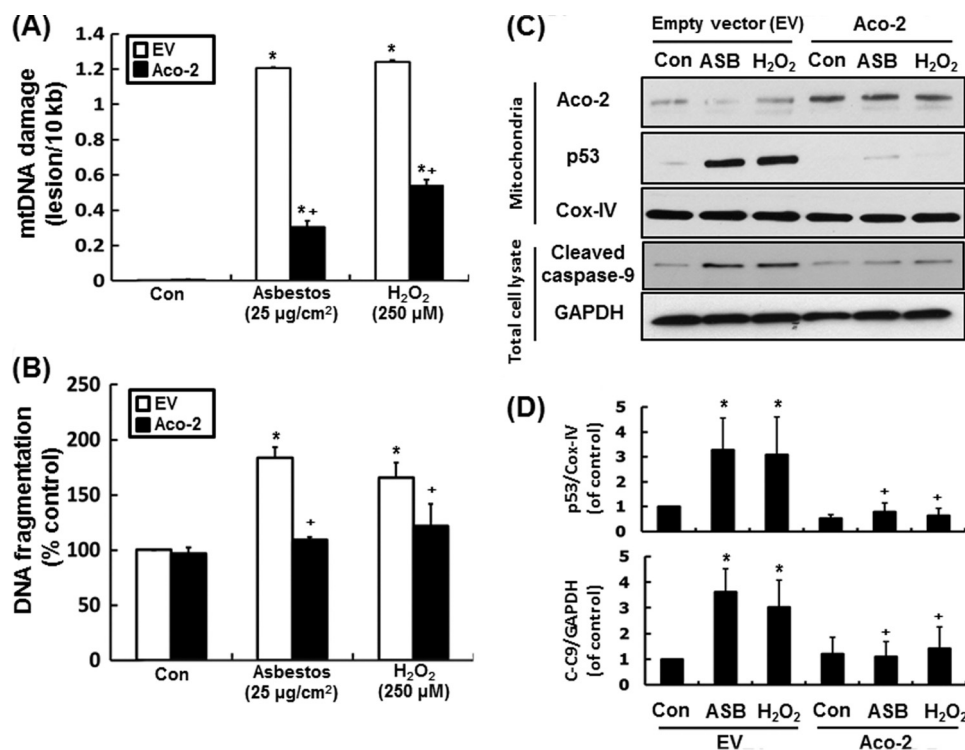 (A)
EV
Aco-2
mtDNA damage
(lesion/10 kb)
1.4
1.2
1.0
0.8
0.6
0.4
0.2
0
*
*+
*
*+
Con
Asbestos
(25 µg/cm²)
H₂O₂
(250 µM)
(B)
EV
Aco-2
DNA fragmentation
(% control)
250
200
150
100
50
0
*
+
*
+
Con
Asbestos
(25 µg/cm²)
H₂O₂
(250 µM)
(C)
Empty vector (EV) Aco-2
Con ASB H₂O₂ Con ASB H₂O₂
Mitochondria
Aco-2
p53
Cox-IV
Total cell lysate
Cleaved
caspase-9
GAPDH
(D)
p53/Cox-IV
(of control)
5
4
3
2
1
0
* * + +
C-C9/GAPDH
(of control)
5
4
3
2
1
0
* * + +
Con ASB H₂O₂ Con ASB H₂O₂
EV Aco-2